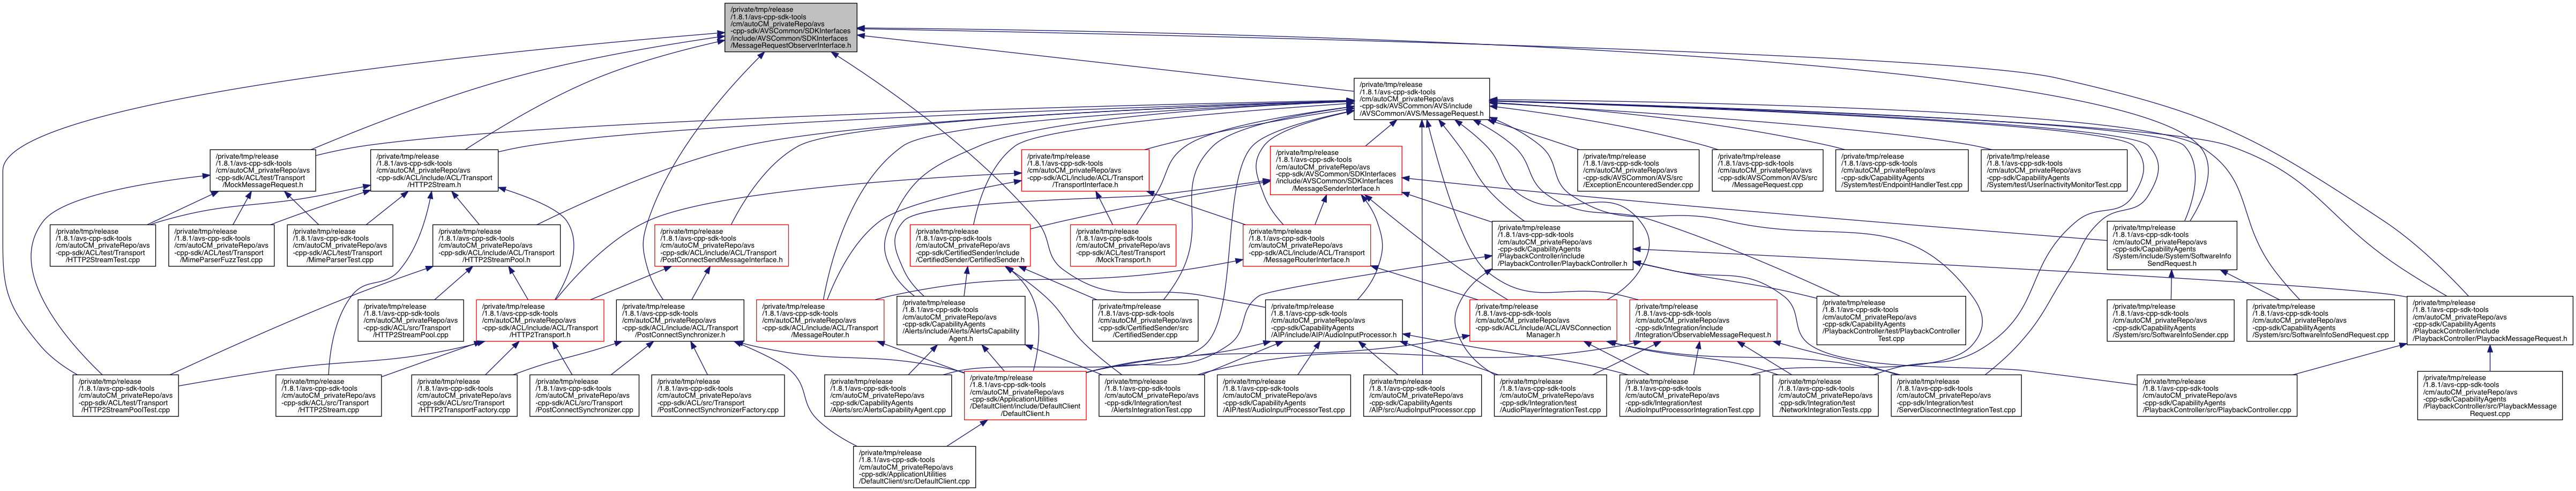 /private/tmp/release
/1.8.1/avs-cpp-sdk-tools
/cm/autoCM_privateRepo/avs
-cpp-sdk/AVSCommon/SDKInterfaces
/include/AVSCommon/SDKInterfaces
/MessageRequestObserverInterface.h
/private/tmp/release
/1.8.1/avs-cpp-sdk-tools
/cm/autoCM_privateRepo/avs
-cpp-sdk/AVSCommon/AVS/include
/AVSCommon/AVS/MessageRequest.h
/private/tmp/release
/1.8.1/avs-cpp-sdk-tools
/cm/autoCM_privateRepo/avs
-cpp-sdk/ACL/test/Transport
/MockMessageRequest.h
/private/tmp/release
/1.8.1/avs-cpp-sdk-tools
/cm/autoCM_privateRepo/avs
-cpp-sdk/ACL/include/ACL/Transport
/HTTP2Stream.h
/private/tmp/release
/1.8.1/avs-cpp-sdk-tools
/cm/autoCM_privateRepo/avs
-cpp-sdk/ACL/include/ACL/Transport
/TransportInterface.h
/private/tmp/release
/1.8.1/avs-cpp-sdk-tools
/cm/autoCM_privateRepo/avs
-cpp-sdk/AVSCommon/SDKInterfaces
/include/AVSCommon/SDKInterfaces
/MessageSenderInterface.h
/private/tmp/release
/1.8.1/avs-cpp-sdk-tools
/cm/autoCM_privateRepo/avs
-cpp-sdk/AVSCommon/AVS/src
/ExceptionEncounteredSender.cpp
/private/tmp/release
/1.8.1/avs-cpp-sdk-tools
/cm/autoCM_privateRepo/avs
-cpp-sdk/AVSCommon/AVS/src
/MessageRequest.cpp
/private/tmp/release
/1.8.1/avs-cpp-sdk-tools
/cm/autoCM_privateRepo/avs
-cpp-sdk/CapabilityAgents
/System/test/EndpointHandlerTest.cpp
/private/tmp/release
/1.8.1/avs-cpp-sdk-tools
/cm/autoCM_privateRepo/avs
-cpp-sdk/CapabilityAgents
/System/test/UserInactivityMonitorTest.cpp
/private/tmp/release
/1.8.1/avs-cpp-sdk-tools
/cm/autoCM_privateRepo/avs
-cpp-sdk/ACL/test/Transport
/HTTP2StreamTest.cpp
/private/tmp/release
/1.8.1/avs-cpp-sdk-tools
/cm/autoCM_privateRepo/avs
-cpp-sdk/ACL/test/Transport
/MimeParserFuzzTest.cpp
/private/tmp/release
/1.8.1/avs-cpp-sdk-tools
/cm/autoCM_privateRepo/avs
-cpp-sdk/ACL/test/Transport
/MimeParserTest.cpp
/private/tmp/release
/1.8.1/avs-cpp-sdk-tools
/cm/autoCM_privateRepo/avs
-cpp-sdk/ACL/include/ACL/Transport
/HTTP2StreamPool.h
/private/tmp/release
/1.8.1/avs-cpp-sdk-tools
/cm/autoCM_privateRepo/avs
-cpp-sdk/ACL/include/ACL/Transport
/PostConnectSendMessageInterface.h
/private/tmp/release
/1.8.1/avs-cpp-sdk-tools
/cm/autoCM_privateRepo/avs
-cpp-sdk/CertifiedSender/include
/CertifiedSender/CertifiedSender.h
/private/tmp/release
/1.8.1/avs-cpp-sdk-tools
/cm/autoCM_privateRepo/avs
-cpp-sdk/ACL/test/Transport
/MockTransport.h
/private/tmp/release
/1.8.1/avs-cpp-sdk-tools
/cm/autoCM_privateRepo/avs
-cpp-sdk/ACL/include/ACL/Transport
/MessageRouterInterface.h
/private/tmp/release
/1.8.1/avs-cpp-sdk-tools
/cm/autoCM_privateRepo/avs
-cpp-sdk/CapabilityAgents
/PlaybackController/include
/PlaybackController/PlaybackController.h
/private/tmp/release
/1.8.1/avs-cpp-sdk-tools
/cm/autoCM_privateRepo/avs
-cpp-sdk/CapabilityAgents
/System/include/System/SoftwareInfo
SendRequest.h
/private/tmp/release
/1.8.1/avs-cpp-sdk-tools
/cm/autoCM_privateRepo/avs
-cpp-sdk/ACL/src/Transport
/HTTP2StreamPool.cpp
/private/tmp/release
/1.8.1/avs-cpp-sdk-tools
/cm/autoCM_privateRepo/avs
-cpp-sdk/ACL/include/ACL/Transport
/HTTP2Transport.h
/private/tmp/release
/1.8.1/avs-cpp-sdk-tools
/cm/autoCM_privateRepo/avs
-cpp-sdk/ACL/include/ACL/Transport
/PostConnectSynchronizer.h
/private/tmp/release
/1.8.1/avs-cpp-sdk-tools
/cm/autoCM_privateRepo/avs
-cpp-sdk/ACL/include/ACL/Transport
/MessageRouter.h
/private/tmp/release
/1.8.1/avs-cpp-sdk-tools
/cm/autoCM_privateRepo/avs
-cpp-sdk/CapabilityAgents
/Alerts/include/Alerts/AlertsCapability
Agent.h
/private/tmp/release
/1.8.1/avs-cpp-sdk-tools
/cm/autoCM_privateRepo/avs
-cpp-sdk/CertifiedSender/src
/CertifiedSender.cpp
/private/tmp/release
/1.8.1/avs-cpp-sdk-tools
/cm/autoCM_privateRepo/avs
-cpp-sdk/CapabilityAgents
/AIP/include/AIP/AudioInputProcessor.h
/private/tmp/release
/1.8.1/avs-cpp-sdk-tools
/cm/autoCM_privateRepo/avs
-cpp-sdk/ACL/include/ACL/AVSConnection
Manager.h
/private/tmp/release
/1.8.1/avs-cpp-sdk-tools
/cm/autoCM_privateRepo/avs
-cpp-sdk/Integration/include
/Integration/ObservableMessageRequest.h
/private/tmp/release
/1.8.1/avs-cpp-sdk-tools
/cm/autoCM_privateRepo/avs
-cpp-sdk/CapabilityAgents
/PlaybackController/test/PlaybackController
Test.cpp
/private/tmp/release
/1.8.1/avs-cpp-sdk-tools
/cm/autoCM_privateRepo/avs
-cpp-sdk/CapabilityAgents
/System/src/SoftwareInfoSender.cpp
/private/tmp/release
/1.8.1/avs-cpp-sdk-tools
/cm/autoCM_privateRepo/avs
-cpp-sdk/CapabilityAgents
/System/src/SoftwareInfoSendRequest.cpp
/private/tmp/release
/1.8.1/avs-cpp-sdk-tools
/cm/autoCM_privateRepo/avs
-cpp-sdk/CapabilityAgents
/PlaybackController/include
/PlaybackController/PlaybackMessageRequest.h
/private/tmp/release
/1.8.1/avs-cpp-sdk-tools
/cm/autoCM_privateRepo/avs
-cpp-sdk/ACL/test/Transport
/HTTP2StreamPoolTest.cpp
/private/tmp/release
/1.8.1/avs-cpp-sdk-tools
/cm/autoCM_privateRepo/avs
-cpp-sdk/ACL/src/Transport
/HTTP2Stream.cpp
/private/tmp/release
/1.8.1/avs-cpp-sdk-tools
/cm/autoCM_privateRepo/avs
-cpp-sdk/ACL/src/Transport
/HTTP2TransportFactory.cpp
/private/tmp/release
/1.8.1/avs-cpp-sdk-tools
/cm/autoCM_privateRepo/avs
-cpp-sdk/ACL/src/Transport
/PostConnectSynchronizer.cpp
/private/tmp/release
/1.8.1/avs-cpp-sdk-tools
/cm/autoCM_privateRepo/avs
-cpp-sdk/ACL/src/Transport
/PostConnectSynchronizerFactory.cpp
/private/tmp/release
/1.8.1/avs-cpp-sdk-tools
/cm/autoCM_privateRepo/avs
-cpp-sdk/CapabilityAgents
/Alerts/src/AlertsCapabilityAgent.cpp
/private/tmp/release
/1.8.1/avs-cpp-sdk-tools
/cm/autoCM_privateRepo/avs
-cpp-sdk/ApplicationUtilities
/DefaultClient/include/DefaultClient
/DefaultClient.h
/private/tmp/release
/1.8.1/avs-cpp-sdk-tools
/cm/autoCM_privateRepo/avs
-cpp-sdk/Integration/test
/AlertsIntegrationTest.cpp
/private/tmp/release
/1.8.1/avs-cpp-sdk-tools
/cm/autoCM_privateRepo/avs
-cpp-sdk/CapabilityAgents
/AIP/test/AudioInputProcessorTest.cpp
/private/tmp/release
/1.8.1/avs-cpp-sdk-tools
/cm/autoCM_privateRepo/avs
-cpp-sdk/CapabilityAgents
/AIP/src/AudioInputProcessor.cpp
/private/tmp/release
/1.8.1/avs-cpp-sdk-tools
/cm/autoCM_privateRepo/avs
-cpp-sdk/Integration/test
/AudioPlayerIntegrationTest.cpp
/private/tmp/release
/1.8.1/avs-cpp-sdk-tools
/cm/autoCM_privateRepo/avs
-cpp-sdk/Integration/test
/AudioInputProcessorIntegrationTest.cpp
/private/tmp/release
/1.8.1/avs-cpp-sdk-tools
/cm/autoCM_privateRepo/avs
-cpp-sdk/Integration/test
/NetworkIntegrationTests.cpp
/private/tmp/release
/1.8.1/avs-cpp-sdk-tools
/cm/autoCM_privateRepo/avs
-cpp-sdk/Integration/test
/ServerDisconnectIntegrationTest.cpp
/private/tmp/release
/1.8.1/avs-cpp-sdk-tools
/cm/autoCM_privateRepo/avs
-cpp-sdk/CapabilityAgents
/PlaybackController/src/PlaybackController.cpp
/private/tmp/release
/1.8.1/avs-cpp-sdk-tools
/cm/autoCM_privateRepo/avs
-cpp-sdk/CapabilityAgents
/PlaybackController/src/PlaybackMessage
Request.cpp
/private/tmp/release
/1.8.1/avs-cpp-sdk-tools
/cm/autoCM_privateRepo/avs
-cpp-sdk/ApplicationUtilities
/DefaultClient/src/DefaultClient.cpp